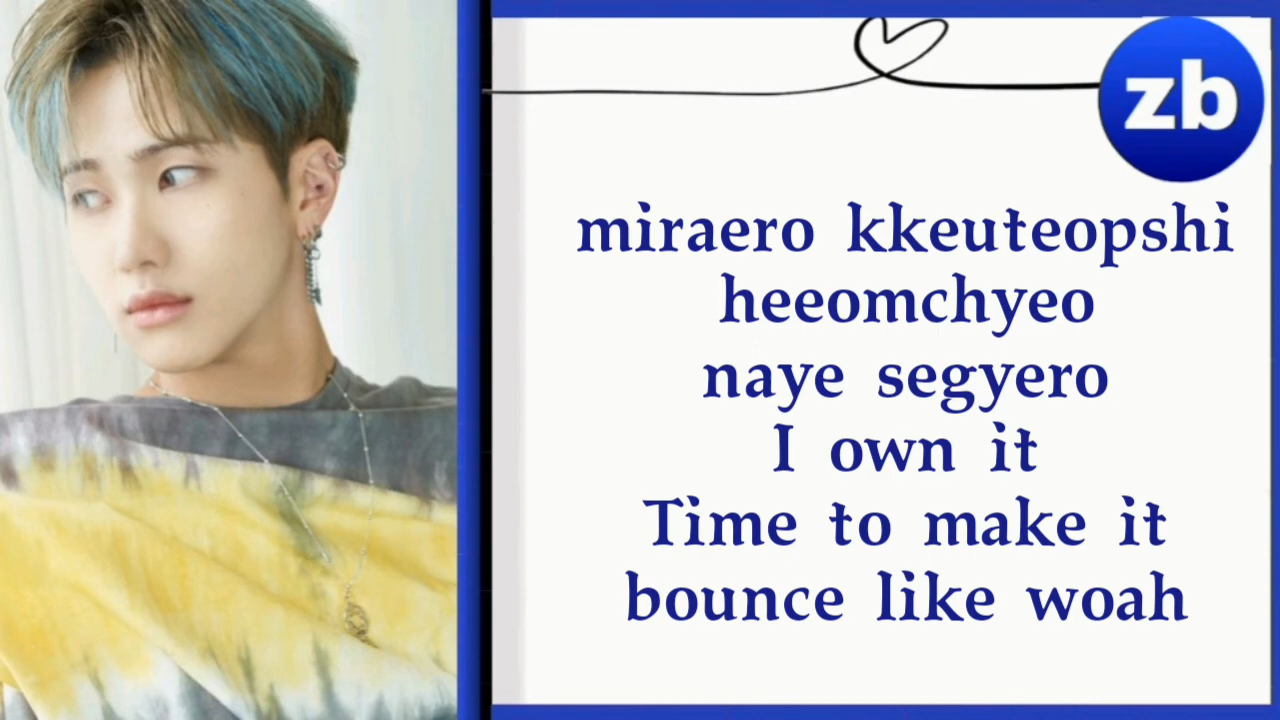 zb
miraero kkeuteopshi
heeomchyeo
naye segyero
I own it
Time to make it
bounce like woah